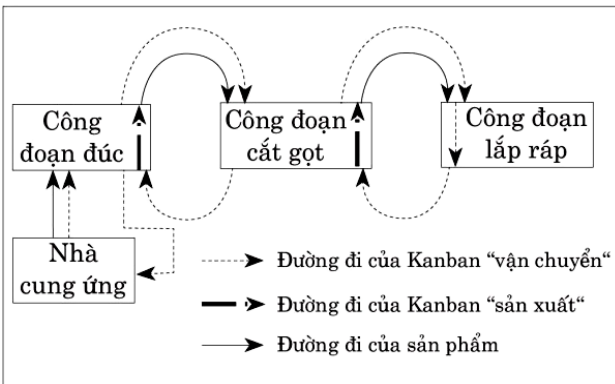 Công
đoạn đúc
Công đoạn
cắt gọt
Công đoạn
lắp ráp
Nhà
cung ứng
Đường đi của Kanban “vận chuyển“
Đường đi của Kanban “sản xuất“
Đường đi của sản phẩm